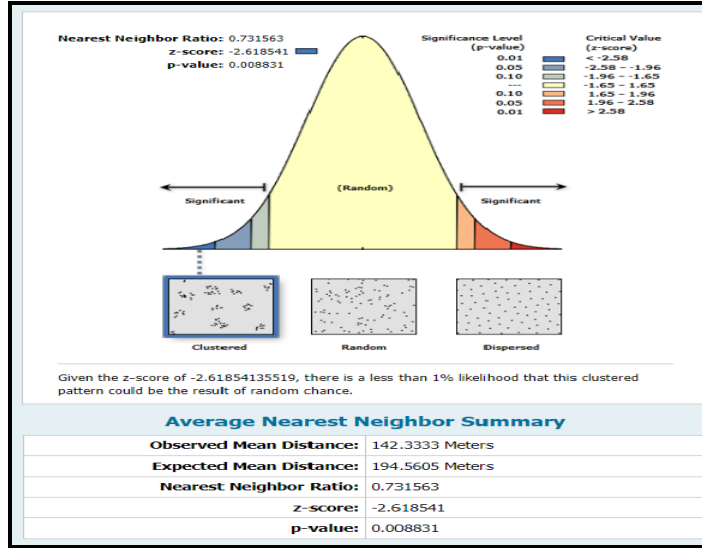 Nearest Neighbor Ratio: 0.731563
z-score: -2.618541
p-value: 0.008831
Significance Level
(p-value)
Critical Value
(z-score)
0.01 < -2.58
0.05 -2.58 – -1.96
0.10 -1.96 – -1.65
--- -1.65 – 1.65
0.10 1.65 – 1.96
0.05 1.96 – 2.58
0.01 > 2.58
(Random)
Significant
Significant
Clustered
Random
Dispersed
Given the z-score of -2.61854135519, there is a less than 1% likelihood that this clustered
pattern could be the result of random chance.
Average Nearest Neighbor Summary
Observed Mean Distance: 142.3333 Meters
Expected Mean Distance: 194.5605 Meters
Nearest Neighbor Ratio: 0.731563
z-score: -2.618541
p-value: 0.008831